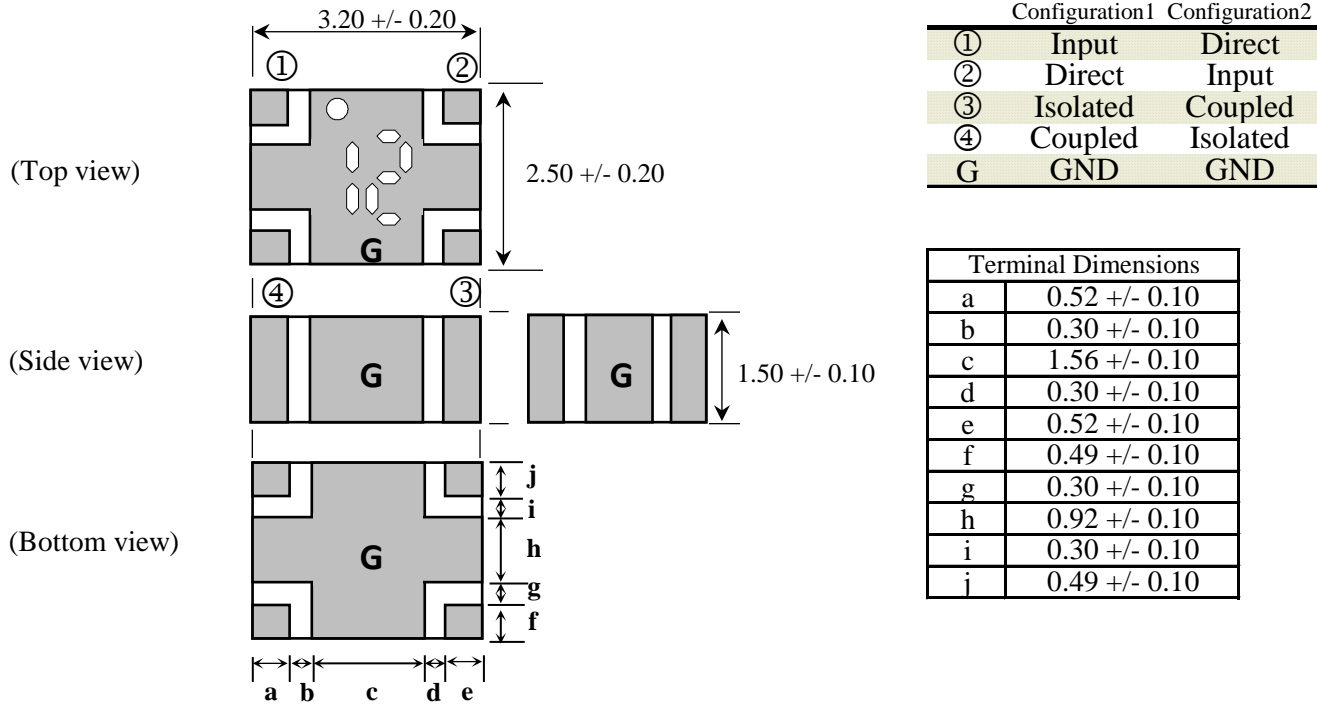 3.20 +/- 0.20
① ②
(Top view)
2.50 +/- 0.20
G
④ ③
(Side view)
G
G
1.50 +/- 0.10
(Bottom view)
G
j
i
h
g
f
a b c d e
Configuration1 Configuration2
① Input Direct
② Direct Input
③ Isolated Coupled
④ Coupled Isolated
G GND GND
Terminal Dimensions
a 0.52 +/- 0.10
b 0.30 +/- 0.10
c 1.56 +/- 0.10
d 0.30 +/- 0.10
e 0.52 +/- 0.10
f 0.49 +/- 0.10
g 0.30 +/- 0.10
h 0.92 +/- 0.10
i 0.30 +/- 0.10
j 0.49 +/- 0.10